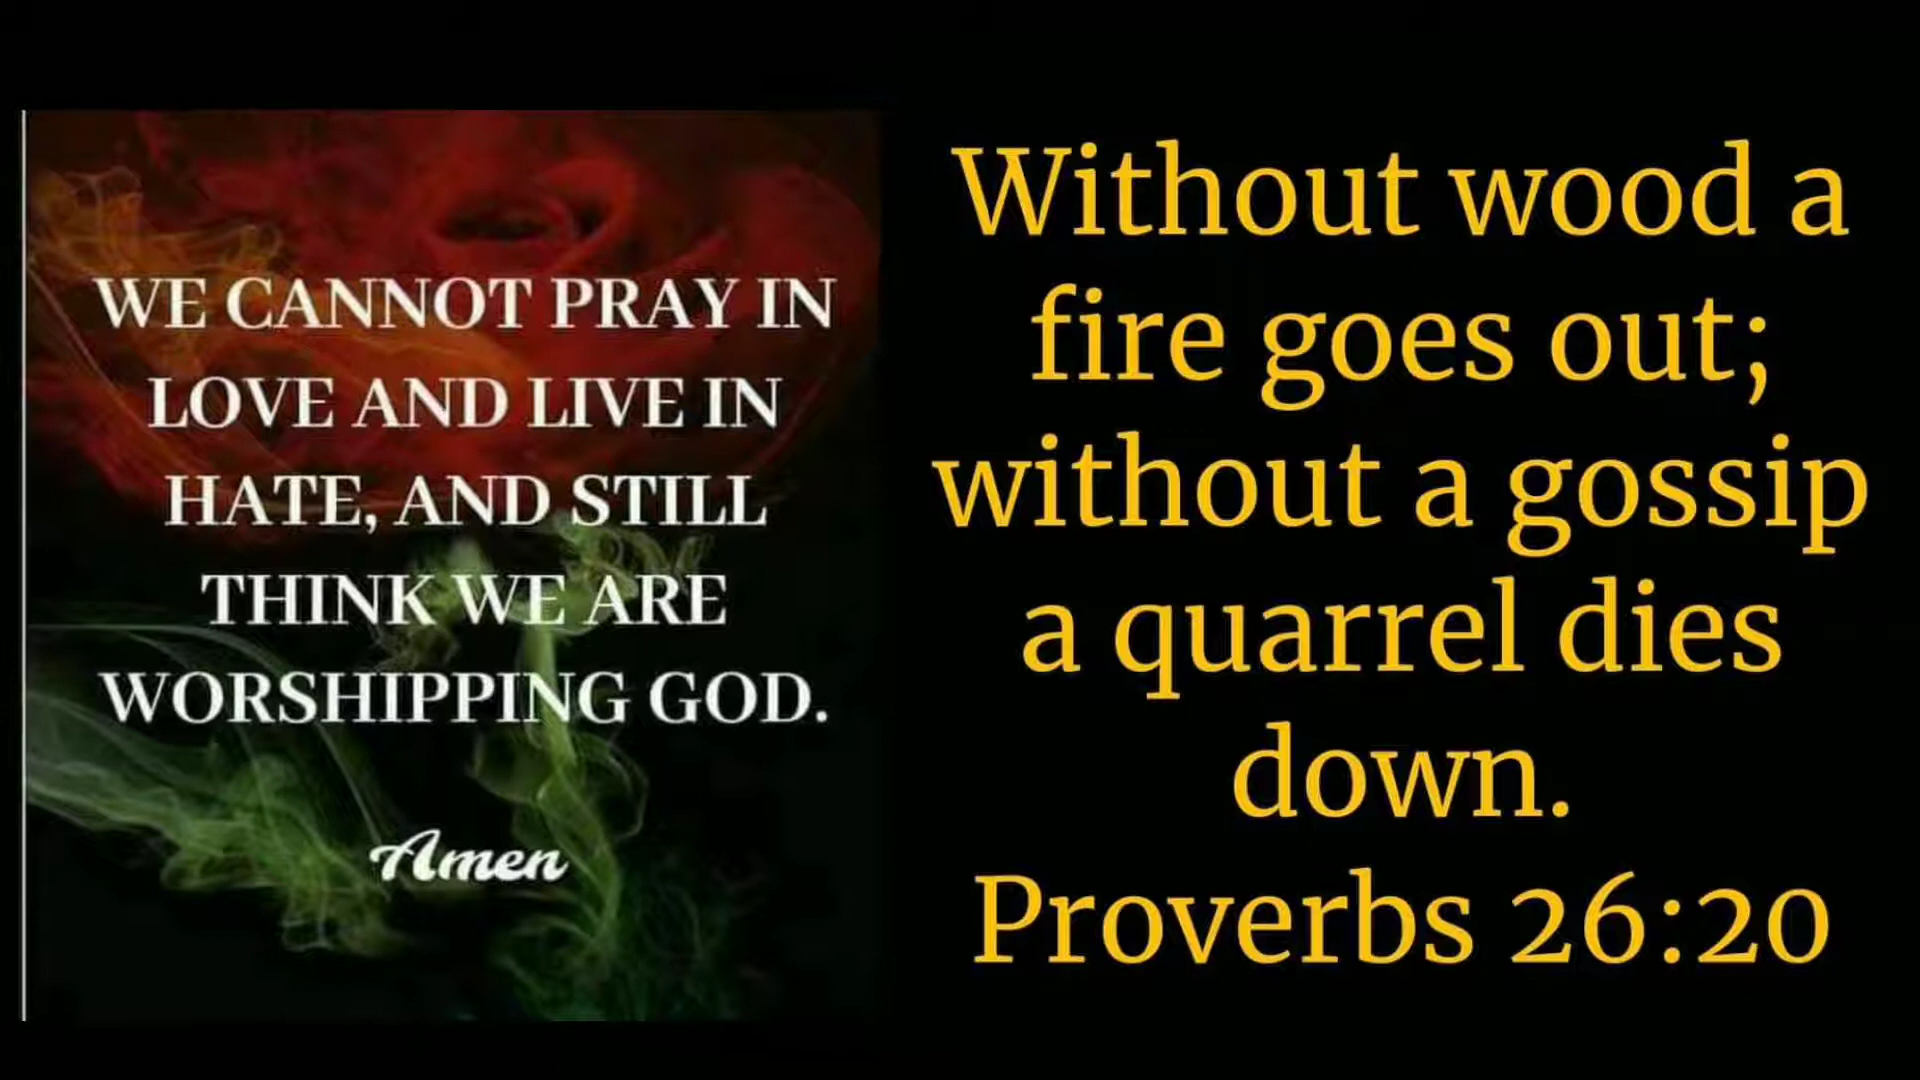 WE CANNOT PRAY IN
LOVE AND LIVE IN
HATE, AND STILL
THINK WE ARE
WORSHIPPING GOD.
Amen
Without wood a
fire goes out;
without a gossip
a quarrel dies
down.
Proverbs 26:20